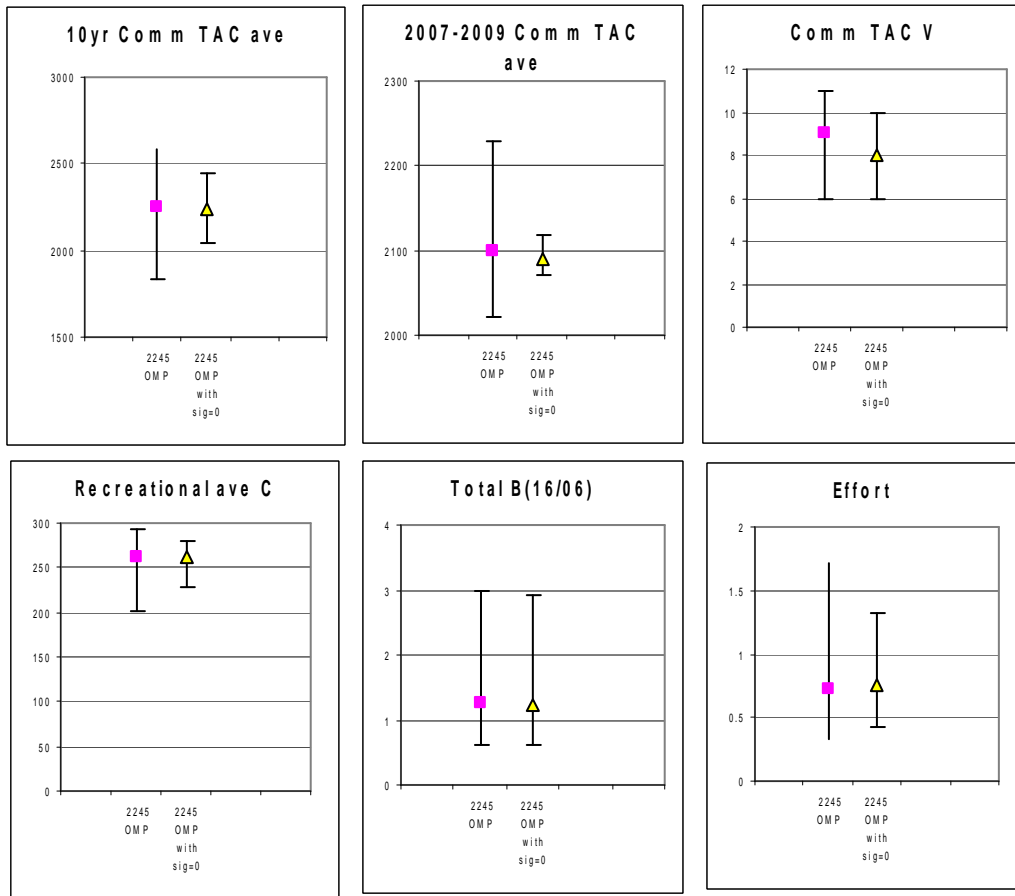 10yr Comm TAC ave
3000
2500
2000
1500
2245
OMP
2245
OMP
with
sig=0
2007-2009 Comm TAC
ave
2300
2200
2100
2000
2245
OMP
2245
OMP
with
sig=0
Comm TAC V
12
10
8
6
4
2
0
2245
OMP
2245
OMP
with
sig=0
Recreational ave C
300
250
200
150
100
50
0
2245
OMP
2245
OMP
with
sig=0
Total B(16/06)
4
3
2
1
0
2245
OMP
2245
OMP
with
sig=0
Effort
2
1.5
1
0.5
0
2245
OMP
2245
OMP
with
sig=0